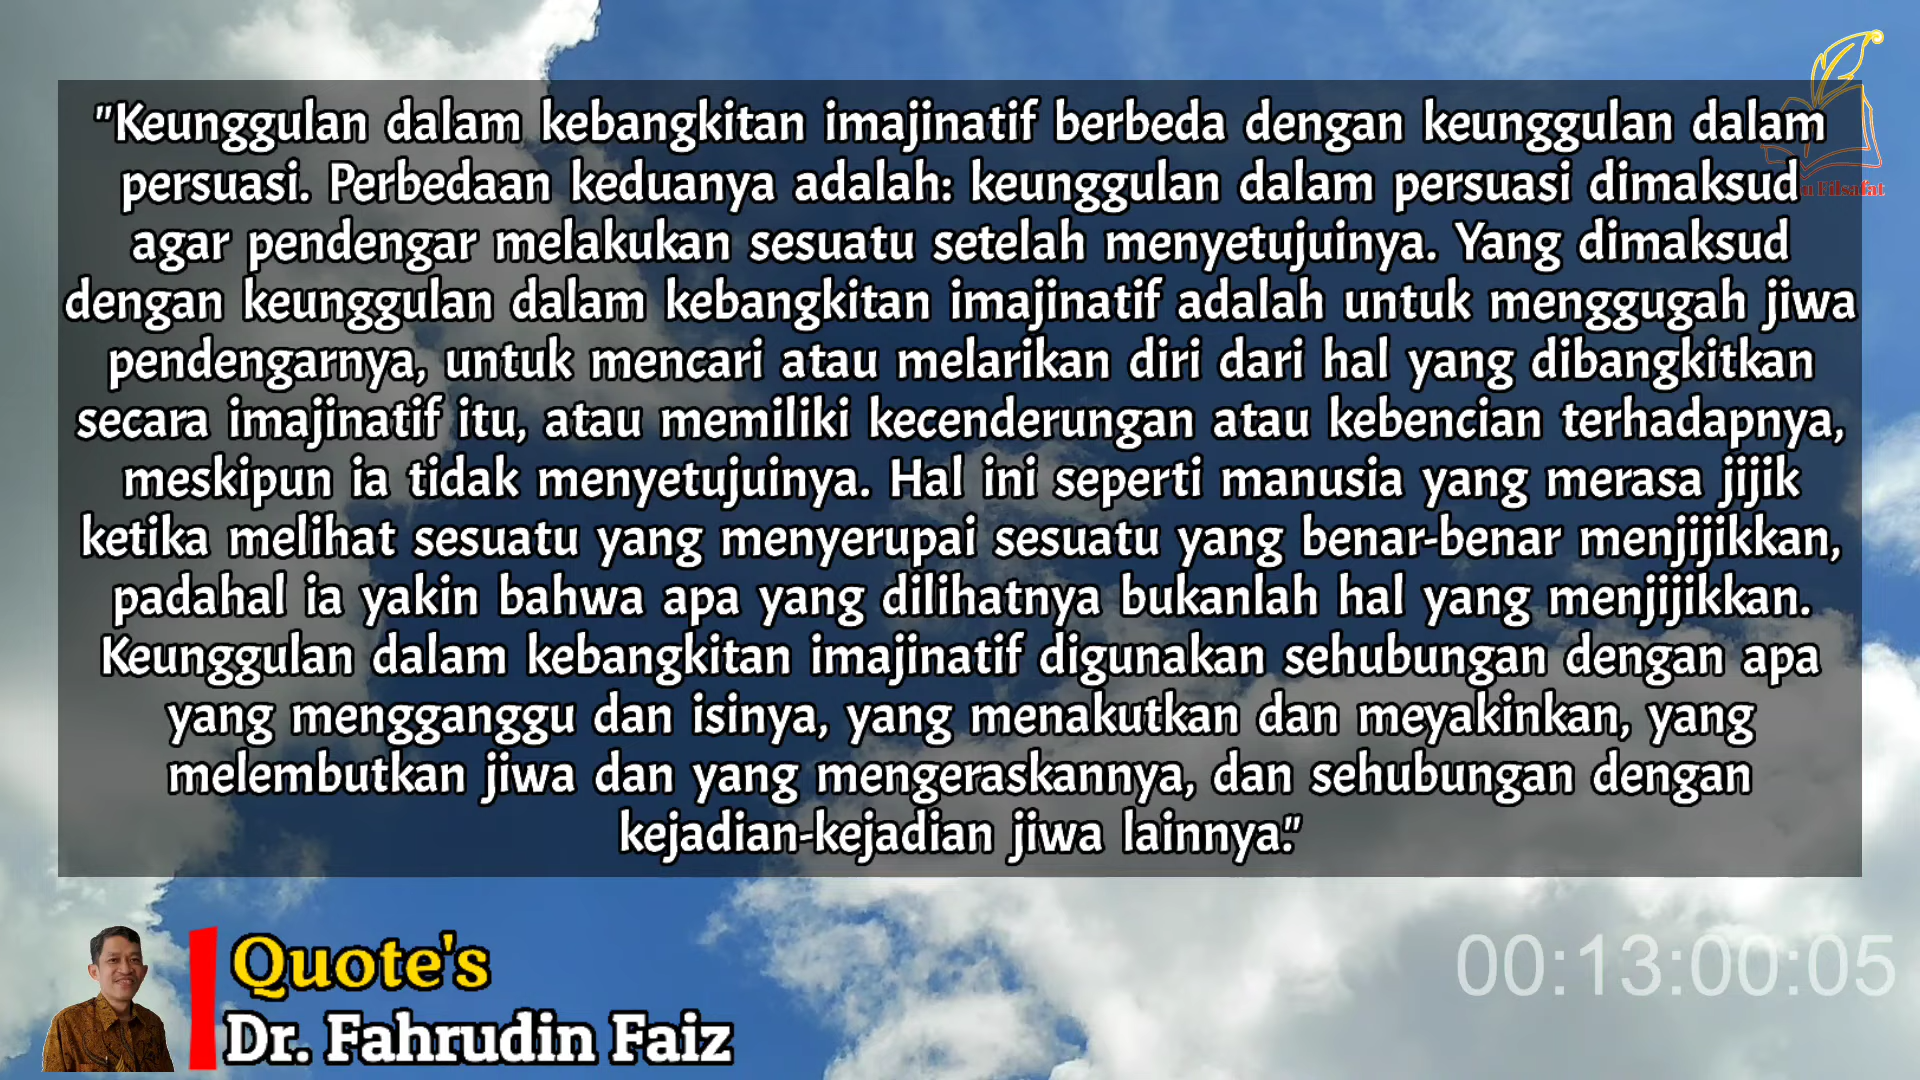 "Keunggulan dalam kebangkitan imajinatif berbeda dengan keunggulan dalam
persuasi. Perbedaan keduanya adalah: keunggulan dalam persuasi dimaksud
agar pendengar melakukan sesuatu setelah menyetujuinya. Yang dimaksud
dengan keunggulan dalam kebangkitan imajinatif adalah untuk menggugah jiwa
pendengarnya, untuk mencari atau melarikan diri dari hal yang dibangkitkan
secara imajinatif itu, atau memiliki kecenderungan atau kebencian terhadapnya,
meskipun ia tidak menyetujuinya. Hal ini seperti manusia yang merasa jijik
ketika melihat sesuatu yang menyerupai sesuatu yang benar-benar menjijikkan,
padahal ia yakin bahwa apa yang dilihatnya bukanlah hal yang menjijikkan.
Keunggulan dalam kebangkitan imajinatif digunakan sehubungan dengan apa
yang mengganggu dan isinya, yang menakutkan dan meyakinkan, yang
melembutkan jiwa dan yang mengeraskannya, dan sehubungan dengan
kejadian-kejadian jiwa lainnya."
Filsafat
Quote's
Dr. Fahrudin Faiz
00:13:00:05